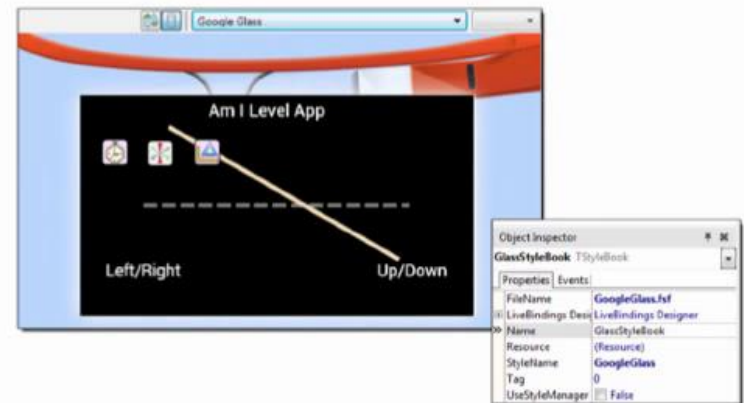 Google Glass
Am I Level App
Left/Right
Up/Down
Object Inspector
GlassStyleBook TStyleBook
Properties Events
FileName GoogleGlass.fsf
LiveBindings Desi LiveBindings Designer
Name GlassStyleBook
Resource (Resource)
StyleName GoogleGlass
Tag 0
UseStyleManager False